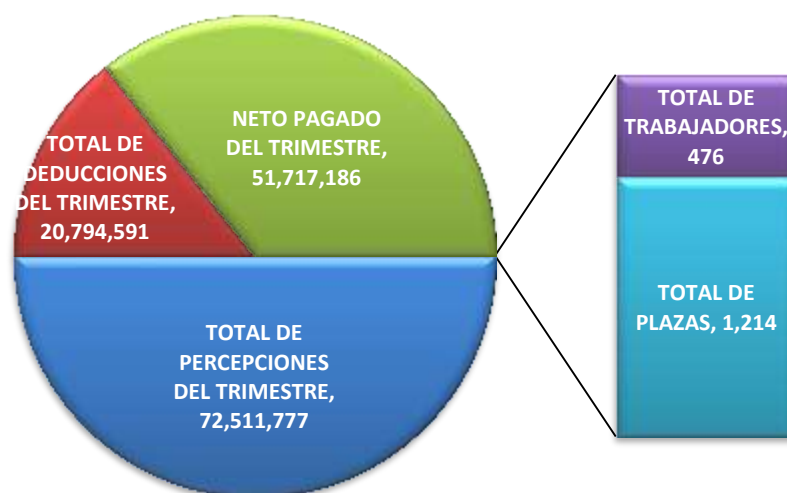 NETO PAGADO
DEL TRIMESTRE,
51,717,186
TOTAL DE
DEDUCCIONES
DEL TRIMESTRE,
20,794,591
TOTAL DE
PERCEPCIONES
DEL TRIMESTRE,
72,511,777
TOTAL DE
TRABAJADORES,
476
TOTAL DE
PLAZAS, 1,214